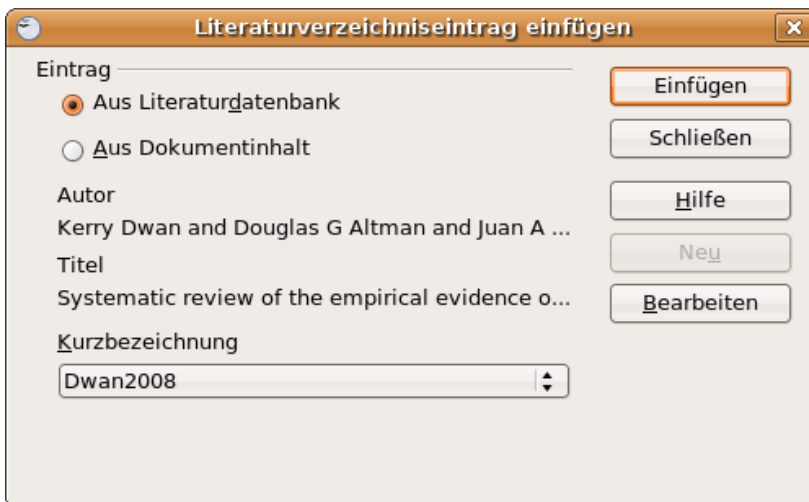 Literaturverzeichniseintrag einfügen
Eintrag
Aus Literaturdatenbank
Aus Dokumentinhalt
Autor
Kerry Dwan and Douglas G Altman and Juan A ...
Titel
Systematic review of the empirical evidence o...
Kurzbezeichnung
Dwan2008
Einfügen
Schließen
Hilfe
Neu
Bearbeiten